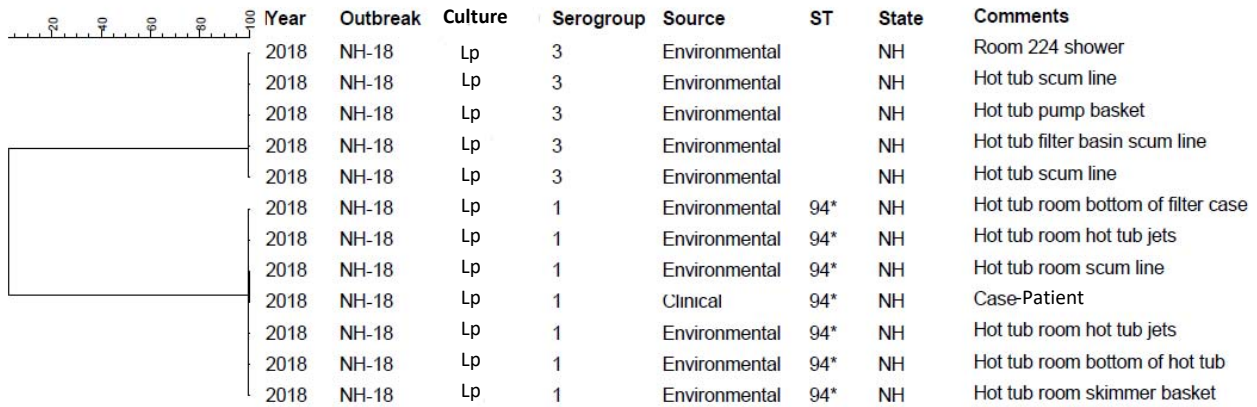 20 40 60 80 100 Year Outbreak Culture Serogroup Source ST State Comments
2018 NH-18 Lp 3 Environmental NH Room 224 shower
2018 NH-18 Lp 3 Environmental NH Hot tub scum line
2018 NH-18 Lp 3 Environmental NH Hot tub pump basket
2018 NH-18 Lp 3 Environmental NH Hot tub filter basin scum line
2018 NH-18 Lp 3 Environmental NH Hot tub scum line
2018 NH-18 Lp 1 Environmental 94* NH Hot tub room bottom of filter case
2018 NH-18 Lp 1 Environmental 94* NH Hot tub room hot tub jets
2018 NH-18 Lp 1 Environmental 94* NH Hot tub room scum line
2018 NH-18 Lp 1 Clinical 94* NH Case-Patient
2018 NH-18 Lp 1 Environmental 94* NH Hot tub room hot tub jets
2018 NH-18 Lp 1 Environmental 94* NH Hot tub room bottom of hot tub
2018 NH-18 Lp 1 Environmental 94* NH Hot tub room skimmer basket